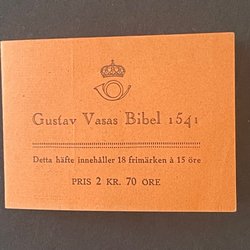 Gustav Vasas Bibel 1541
Detta häfte innehåller 18 frimärken à 15 öre
PRIS 2 KR. 70 ÖRE